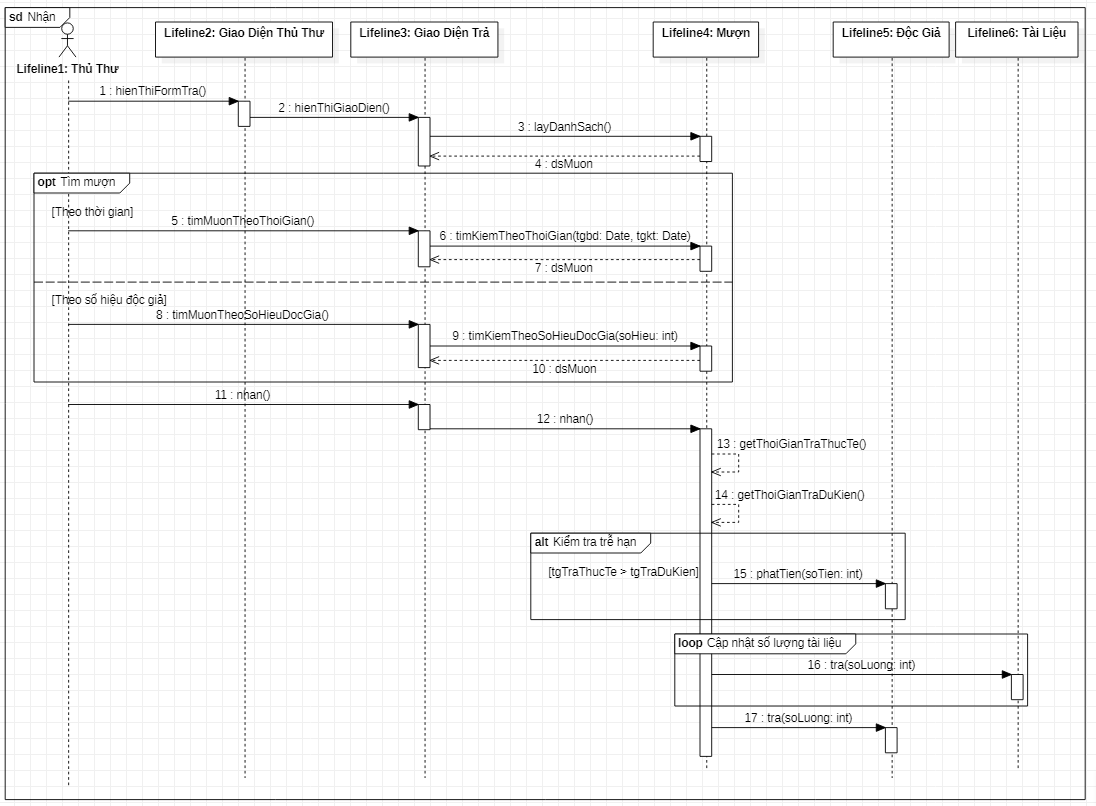 sd Nhận
Lifeline1: Thủ Thư
Lifeline2: Giao Diện Thủ Thư
Lifeline3: Giao Diện Trả
Lifeline4: Mượn
Lifeline5: Độc Giả
Lifeline6: Tài Liệu
1 : hienThiFormTra()
2 : hienThiGiaoDien()
3 : layDanhSach()
4 : dsMuon
opt Tìm mượn
[Theo thời gian]
5 : timMuonTheoThoiGian()
6 : timKiemTheoThoiGian(tgbd: Date, tgkt: Date)
7 : dsMuon
[Theo số hiệu độc giả]
8 : timMuonTheoSoHieuDocGia()
9 : timKiemTheoSoHieuDocGia(soHieu: int)
10 : dsMuon
11 : nhan()
12 : nhan()
13 : getThoiGianTraThucTe()
14 : getThoiGianTraDuKien()
alt Kiểm tra trễ hạn
[tgTraThucTe > tgTraDuKien]
15 : phatTien(soTien: int)
loop Cập nhật số lượng tài liệu
16 : tra(soLuong: int)
17 : tra(soLuong: int)